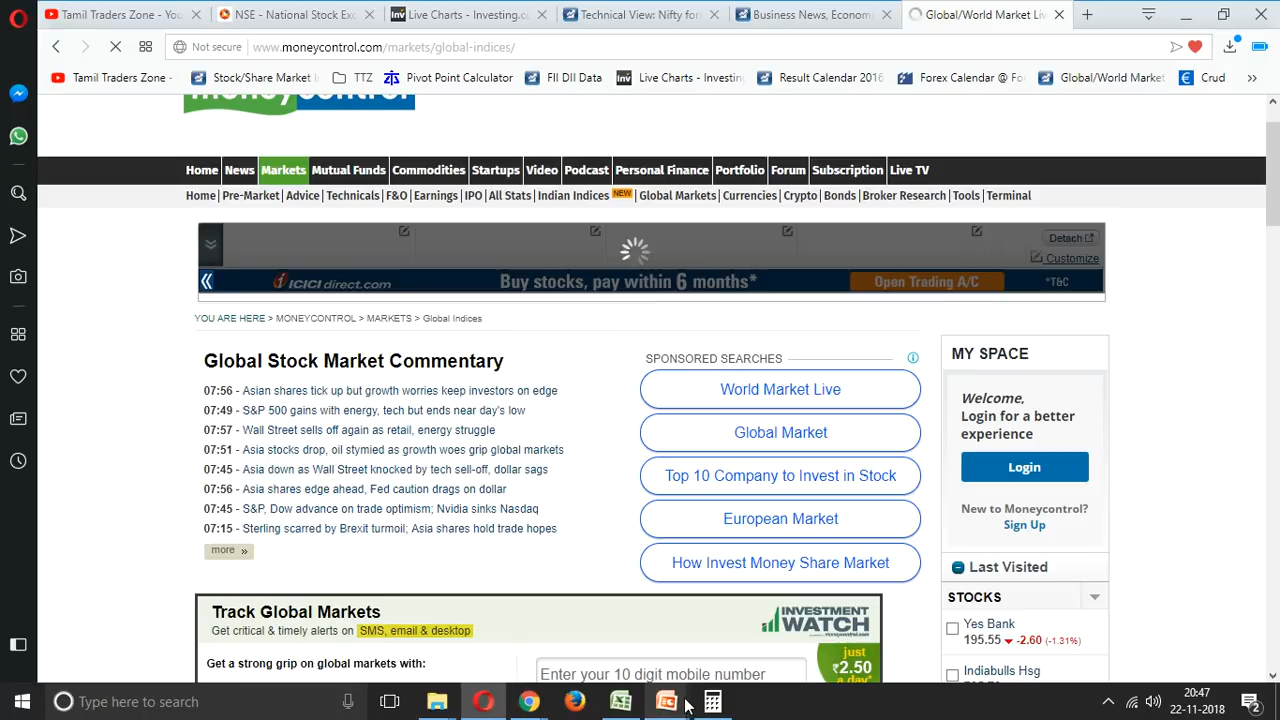 Tamil Traders Zone - You
NSE - National Stock Exc
Live Charts - Investing.c
Technical View: Nifty for
Business News, Econom
Global/World Market Liv
Not secure www.moneycontrol.com/markets/global-indices/
Tamil Traders Zone -
Stock/Share Market I
TTZ
Pivot Point Calculator
FII DII Data
Live Charts - Investin
Result Calendar 2016
Forex Calendar @ Fo
Global/World Market
Crud
moneycontrol
Home News Markets Mutual Funds Commodities Startups Video Podcast Personal Finance Portfolio Forum Subscription Live TV
Home Pre-Market Advice Technicals F&O Earnings IPO All Stats Indian Indices NEW Global Markets Currencies Crypto Bonds Broker Research Tools Terminal
Detach
Customize
ICICI direct.com Buy stocks, pay within 6 months* Open Trading A/C *T&C
YOU ARE HERE > MONEYCONTROL > MARKETS > Global Indices
Global Stock Market Commentary
07:56 - Asian shares tick up but growth worries keep investors on edge
07:49 - S&P 500 gains with energy, tech but ends near day's low
07:57 - Wall Street sells off again as retail, energy struggle
07:51 - Asia stocks drop, oil stymied as growth woes grip global markets
07:45 - Asia down as Wall Street knocked by tech sell-off, dollar sags
07:56 - Asia shares edge ahead, Fed caution drags on dollar
07:45 - S&P, Dow advance on trade optimism; Nvidia sinks Nasdaq
07:15 - Sterling scarred by Brexit turmoil; Asia shares hold trade hopes
more »
SPONSORED SEARCHES
World Market Live
Global Market
Top 10 Company to Invest in Stock
European Market
How Invest Money Share Market
MY SPACE
Welcome,
Login for a better
experience
Login
New to Moneycontrol?
Sign Up
Last Visited
STOCKS
Yes Bank
195.55 -2.60 (-1.31%)
Indiabulls Hsg
Track Global Markets
Get critical & timely alerts on SMS, email & desktop
INVESTMENT
WATCH
moneycontrol.com
Get a strong grip on global markets with:
Enter your 10 digit mobile number
just
₹2.50
a day*
Type here to search
20:47
22-11-2018
2